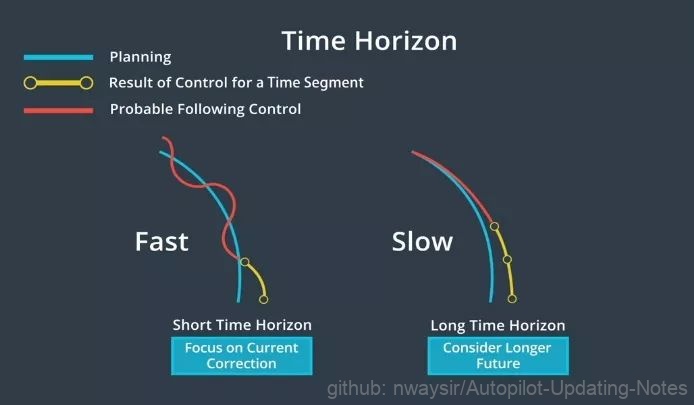 Time Horizon
Planning
Result of Control for a Time Segment
Probable Following Control
Fast
Slow
Short Time Horizon
Long Time Horizon
Focus on Current
Correction
Consider Longer
Future
github: nwaysir/Autopilot-Updating-Notes